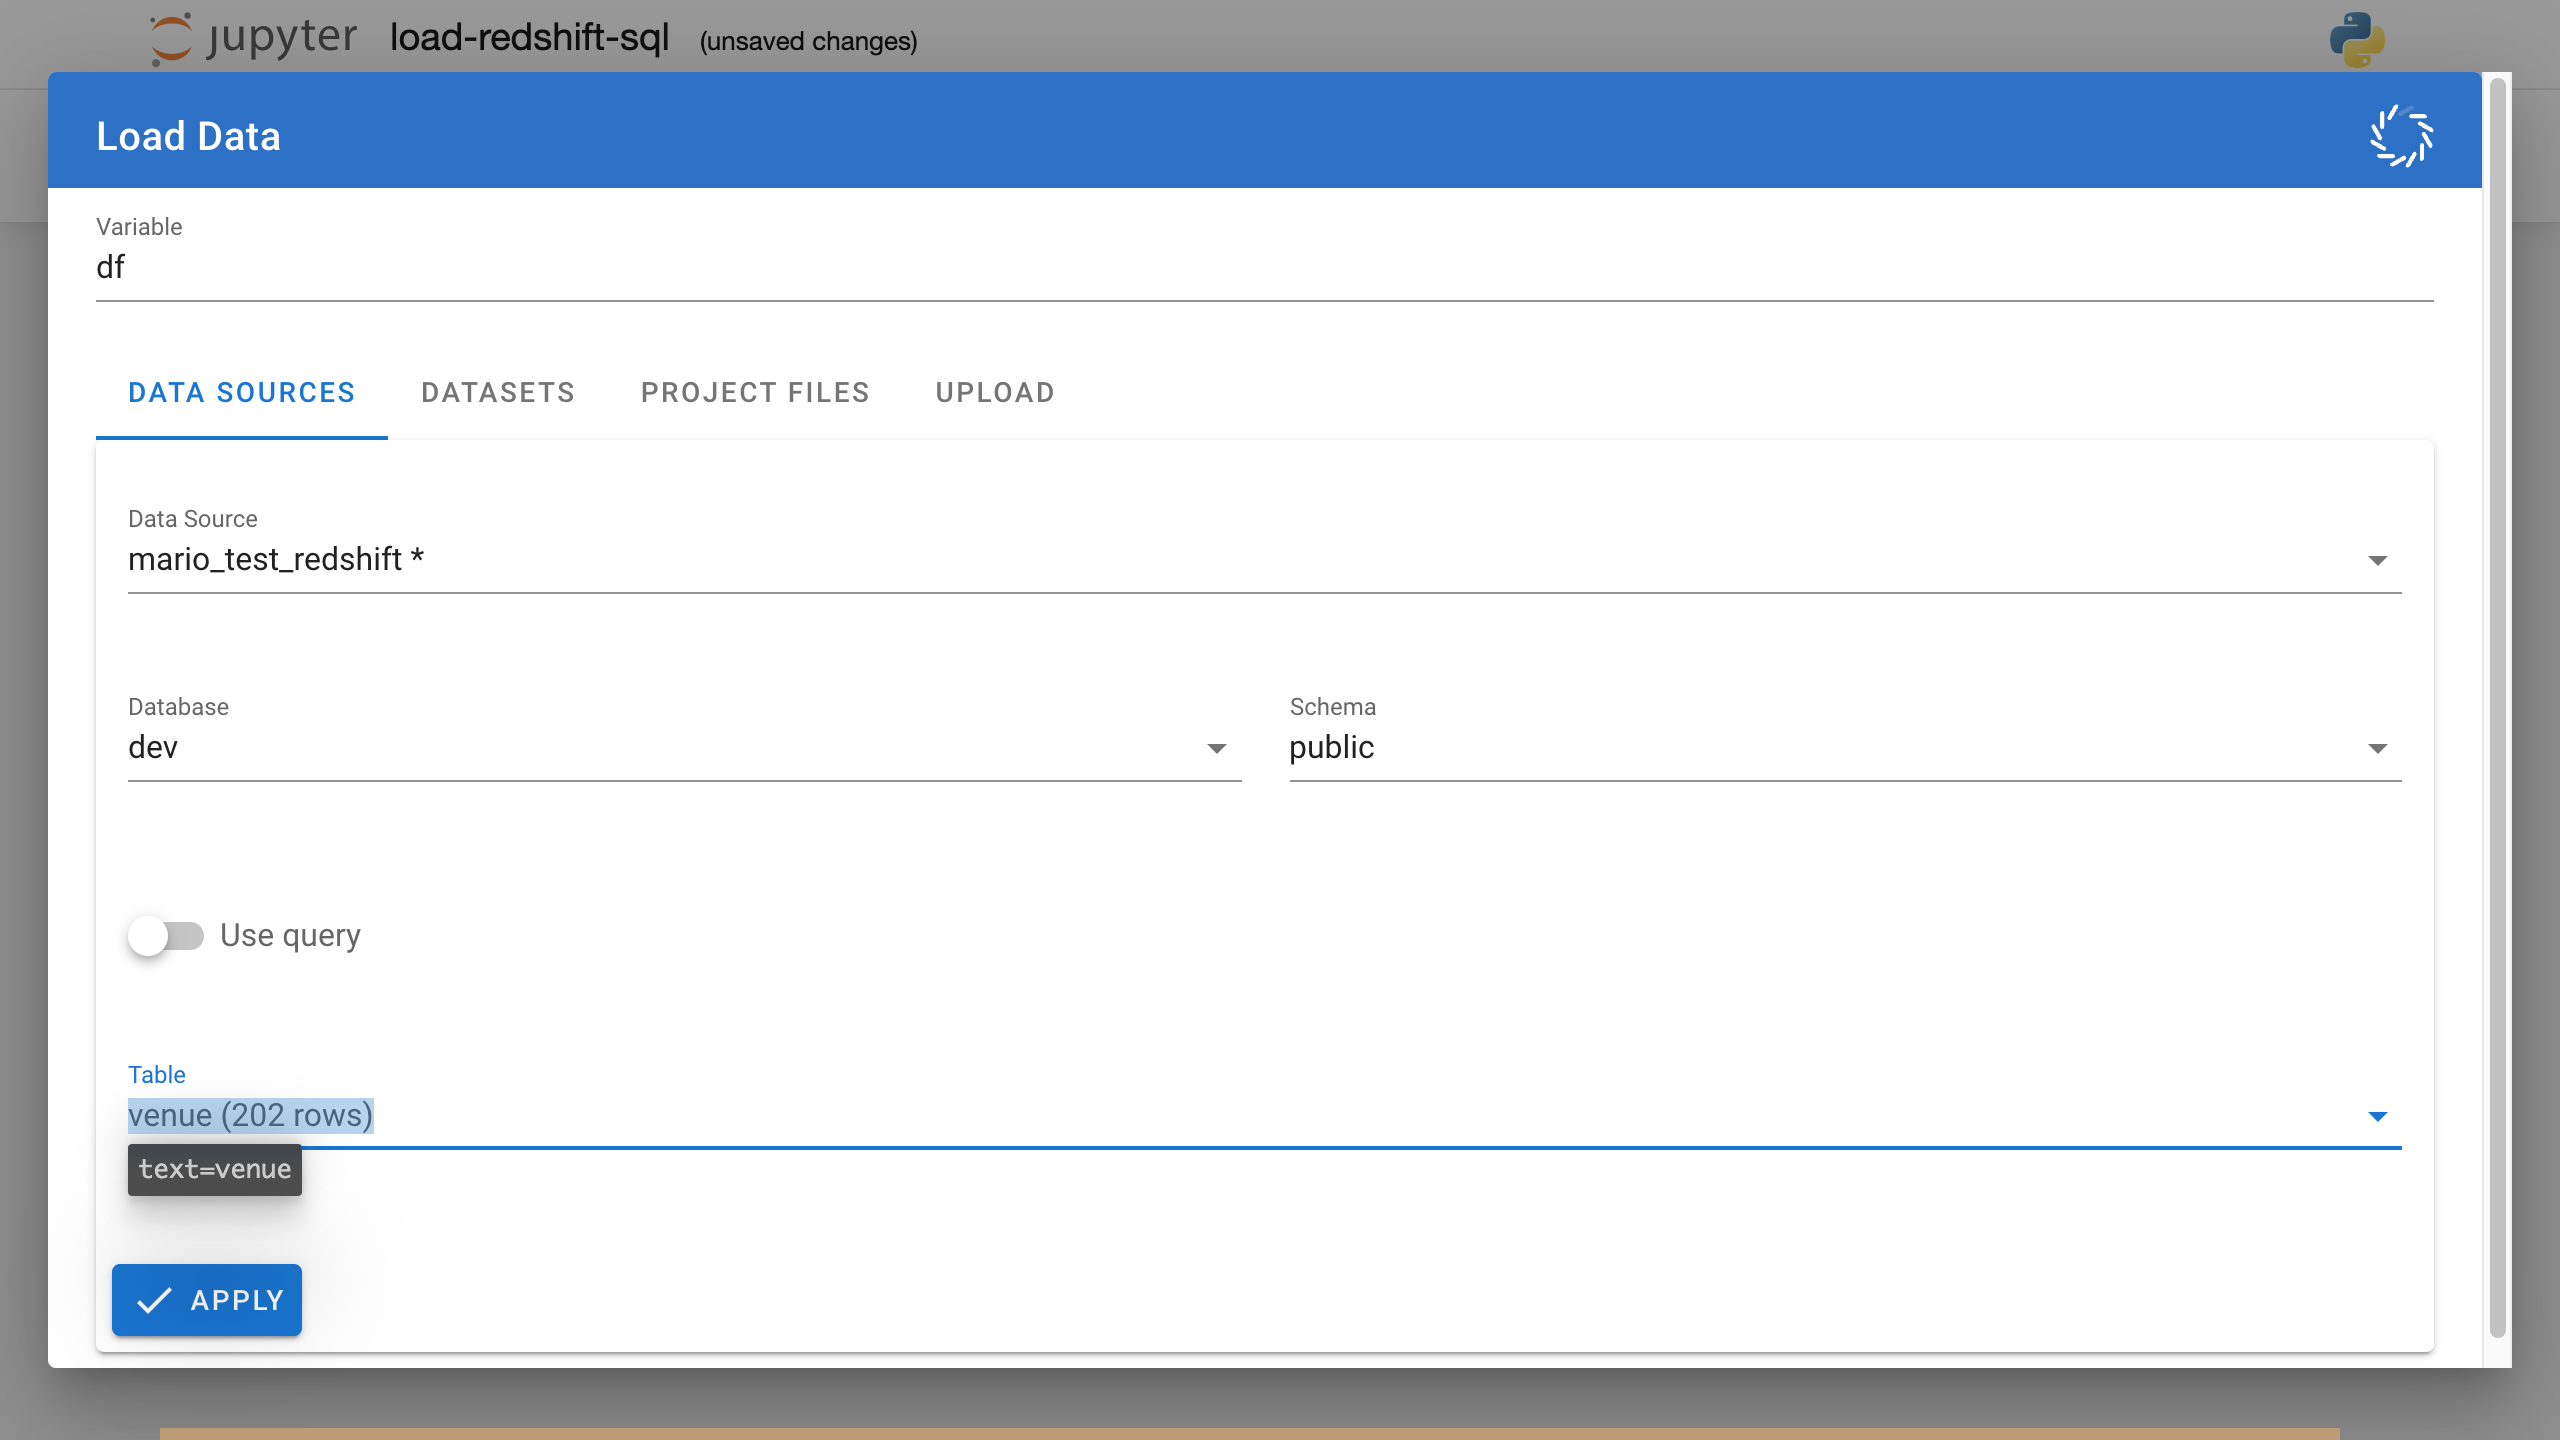 jupyter load-redshift-sql (unsaved changes)
Load Data
Variable
df
DATA SOURCES DATASETS PROJECT FILES UPLOAD
Data Source
mario_test_redshift *
Database Schema
dev public
Use query
Table
venue (202 rows)
text=venue
APPLY